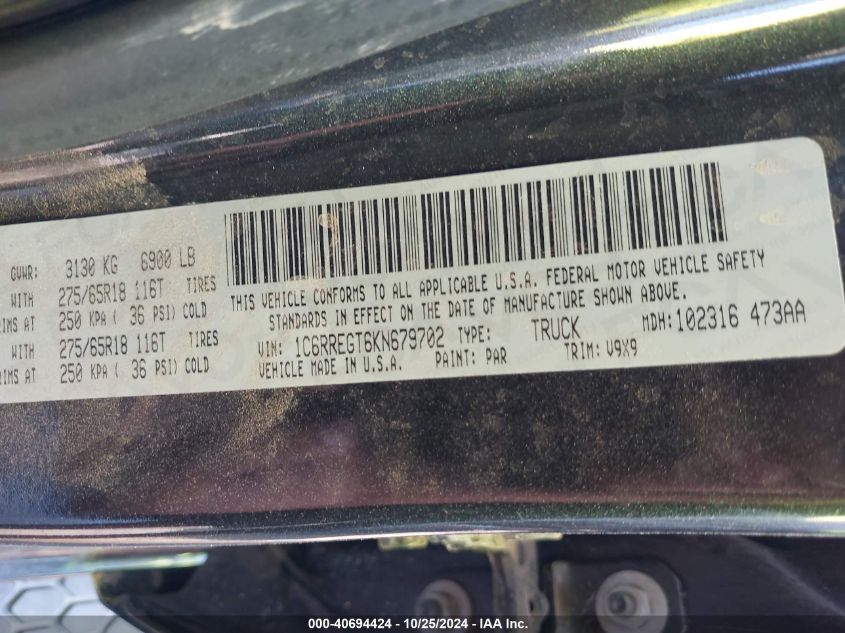 GVWR: 3130 KG 6900 LB
WITH 275/65R18 116T TIRES
RIMS AT 250 KPA ( 36 PSI) COLD
WITH 275/65R18 116T TIRES
RIMS AT 250 KPA ( 36 PSI) COLD
THIS VEHICLE CONFORMS TO ALL APPLICABLE U.S.A. FEDERAL MOTOR VEHICLE SAFETY
STANDARDS IN EFFECT ON THE DATE OF MANUFACTURE SHOWN ABOVE.
VIN: 1C6RREGT6KN679702 TYPE: TRUCK MDH:102316 473AA
VEHICLE MADE IN U.S.A. PAINT: PAR TRIM: V9X9
000-40694424 - 10/25/2024 - IAA Inc.